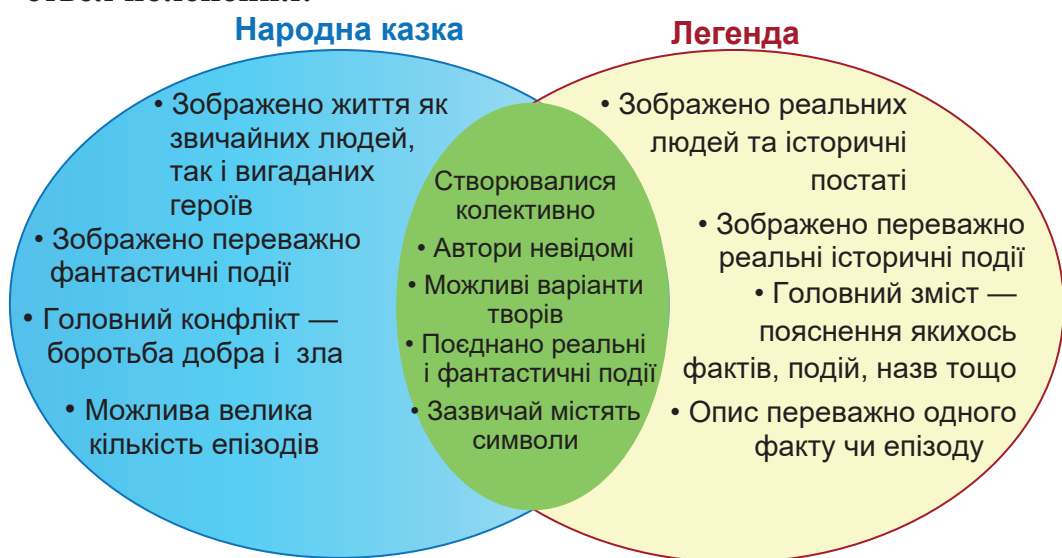 Народна казка
Легенда
• Зображено життя як
звичайних людей,
так і вигаданих
героїв
• Зображено переважно
фантастичні події
• Головний конфлікт —
боротьба добра і зла
• Можлива велика
кількість епізодів
Створювалися
колективно
• Автори невідомі
• Можливі варіанти
творів
• Поєднано реальні
і фантастичні події
• Зазвичай містять
символи
• Зображено реальних
людей та історичні
постаті
• Зображено переважно
реальні історичні події
• Головний зміст —
пояснення якихось
фактів, подій, назв тощо
• Опис переважно одного
факту чи епізоду